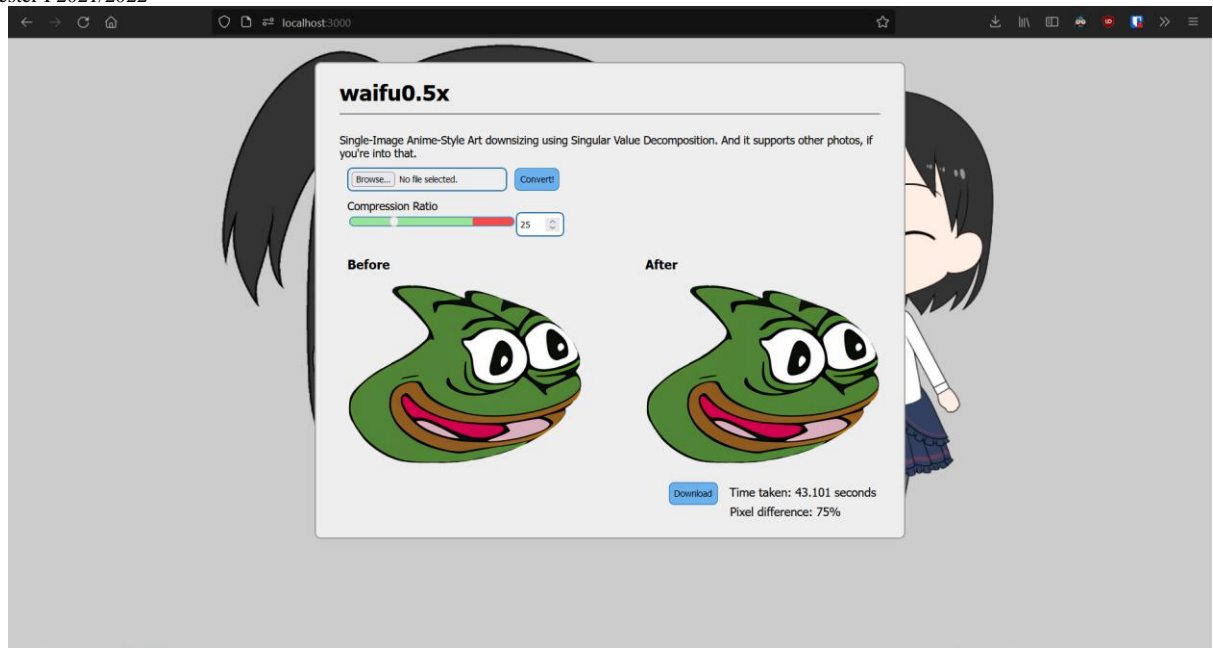 localhost:3000
waifu0.5x
Single-Image Anime-Style Art downsizing using Singular Value Decomposition. And it supports other photos, if
you're into that.
Browse... No file selected. Convert!
Compression Ratio
25
Before After
Download Time taken: 43.101 seconds
Pixel difference: 75%